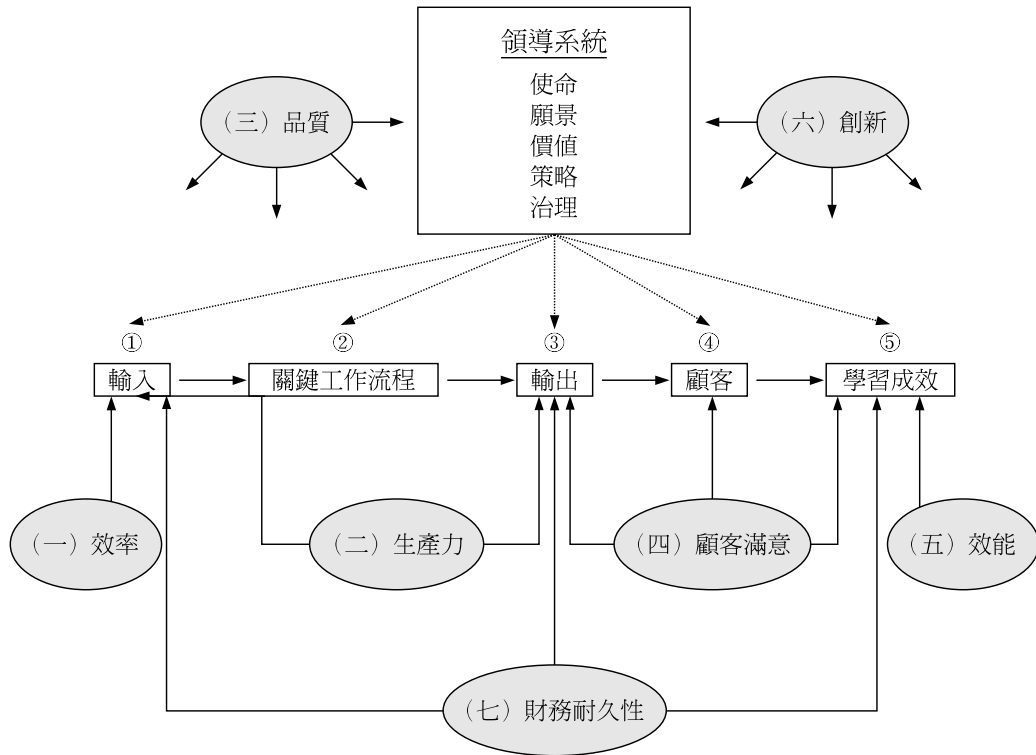 領導系統
使命
願景
價值
策略
治理
（三）品質
（六）創新
①
②
③
④
⑤
輸入
關鍵工作流程
輸出
顧客
學習成效
（一）效率
（二）生產力
（四）顧客滿意
（五）效能
（七）財務耐久性